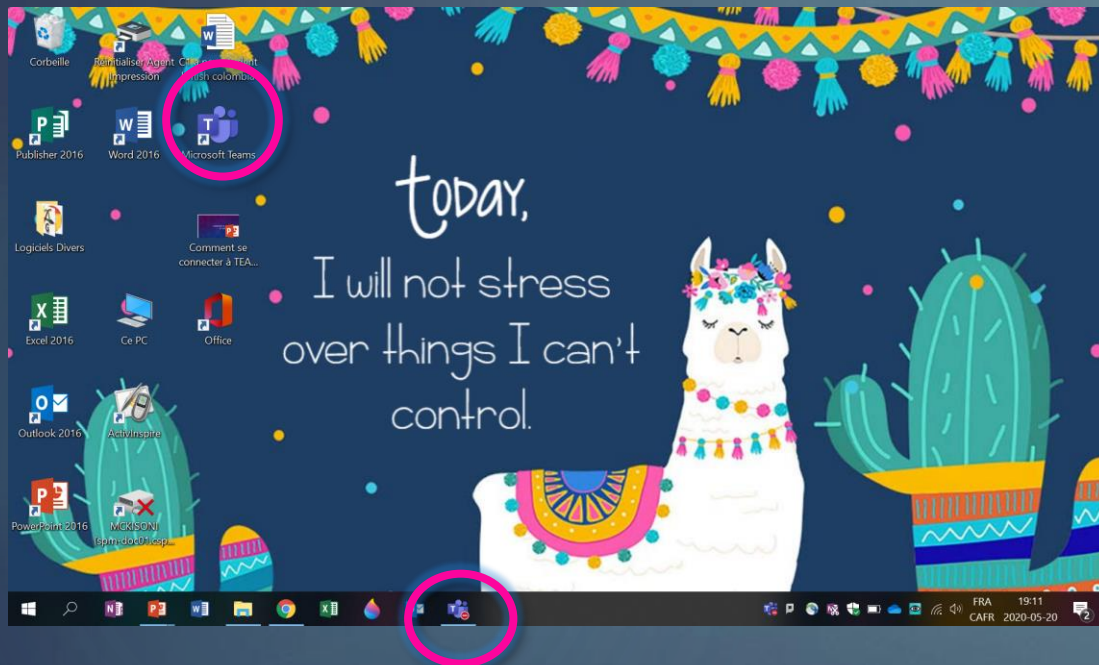 Corbeille
Réinitialiser Agent
Impression
Publisher 2016
Word 2016
Microsoft Teams
Logiciels Divers
Comment se
connecter à TEA...
Excel 2016
Ce PC
Office
today,
I will not stress
over things I can't
control.
Outlook 2016
ActivInspire
PowerPoint 2016
MCKISONI
FRA
19:11
CAFR
2020-05-20